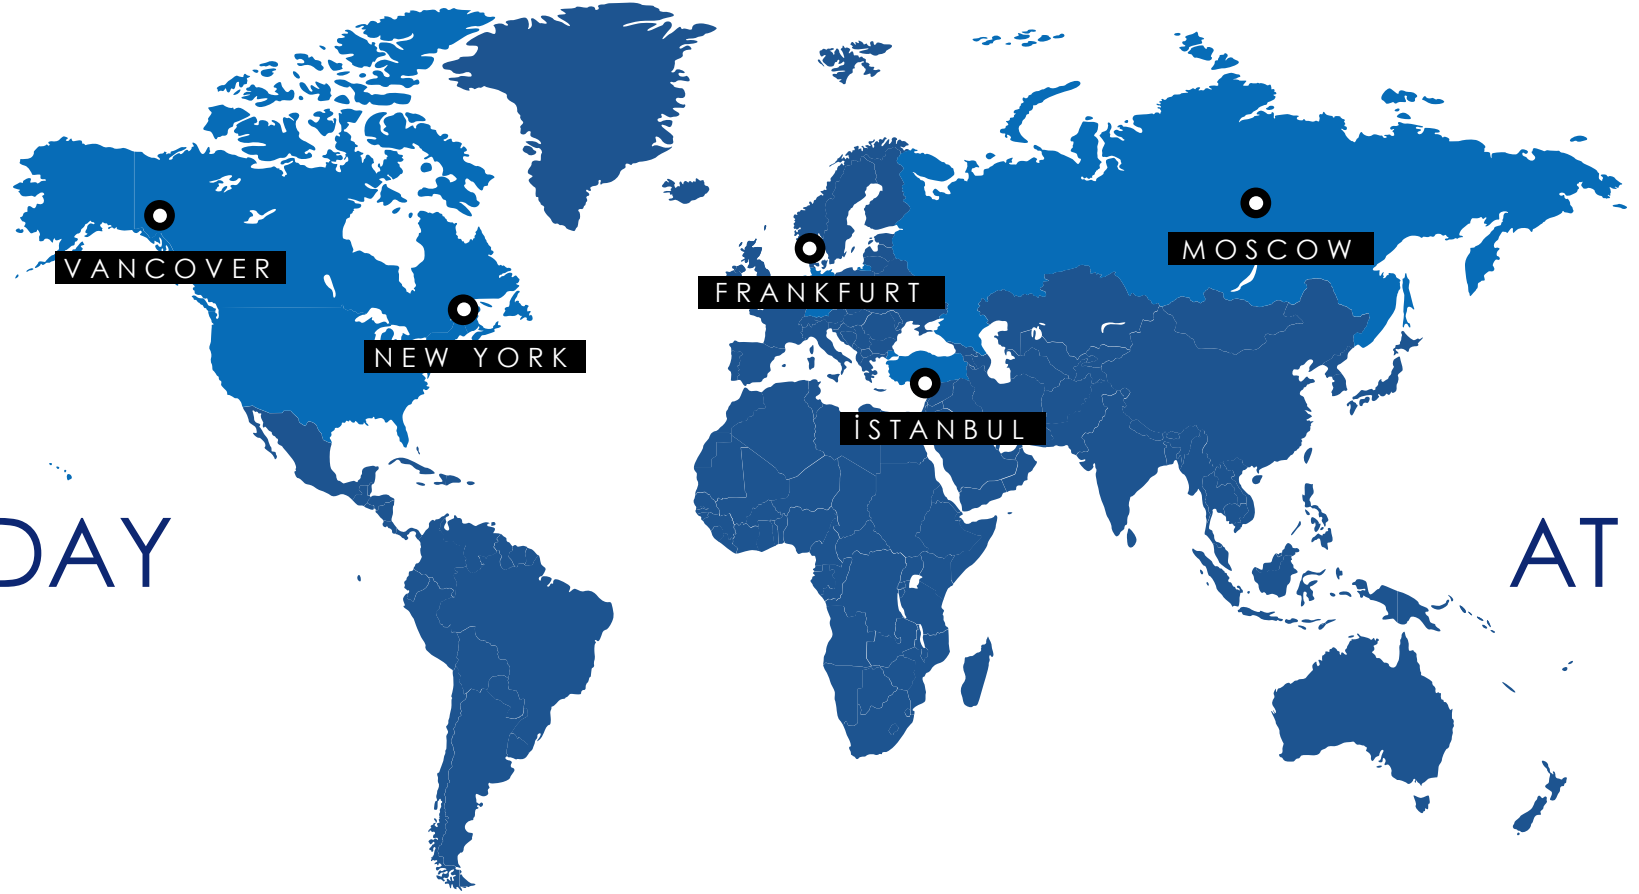 MOSCOW
VANCOVER
FRANKFURT
NEW YORK
İSTANBUL
DAY
AT